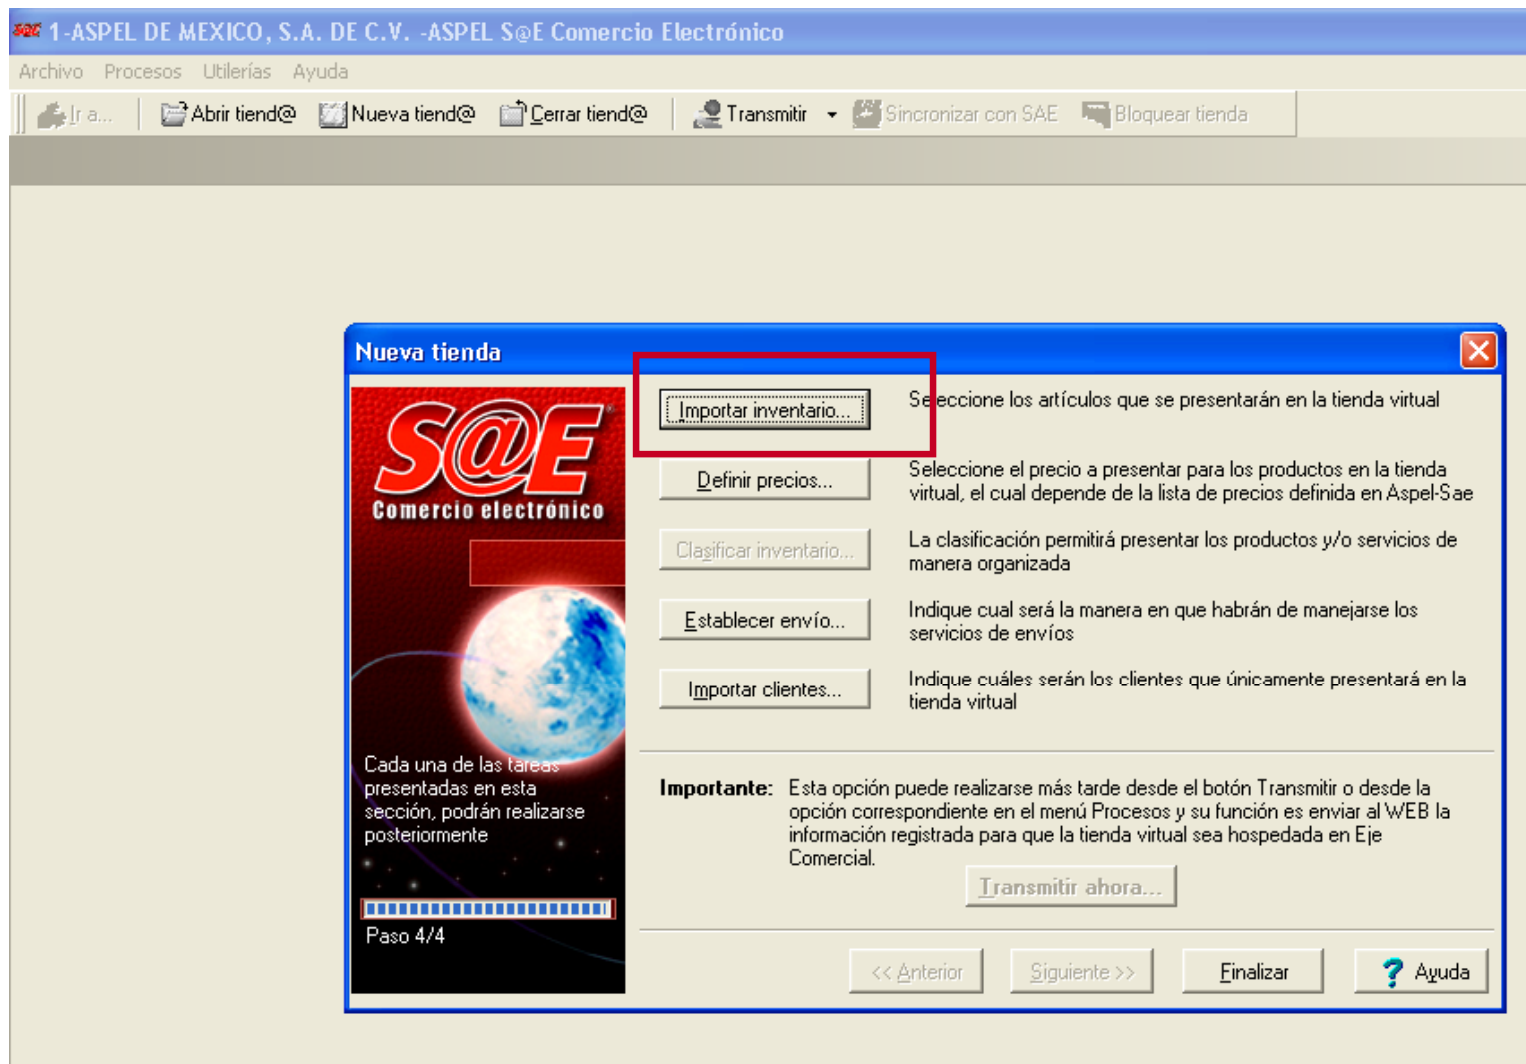 SAE 1-ASPEL DE MEXICO, S.A. DE C.V. -ASPEL S@E Comercio Electrónico
Archivo Procesos Utilerías Ayuda
Ir a... Abrir tiend@ Nueva tiend@ Cerrar tiend@ Transmitir Sincronizar con SAE Bloquear tienda
Nueva tienda
S@E
Comercio electrónico
Cada una de las tareas
presentadas en esta
sección, podrán realizarse
posteriormente
Paso 4/4
Importar inventario...
Seleccione los artículos que se presentarán en la tienda virtual
Definir precios...
Seleccione el precio a presentar para los productos en la tienda
virtual, el cual depende de la lista de precios definida en Aspel-Sae
Clasificar inventario...
La clasificación permitirá presentar los productos y/o servicios de
manera organizada
Establecer envío...
Indique cual será la manera en que habrán de manejarse los
servicios de envíos
Importar clientes...
Indique cuáles serán los clientes que únicamente presentará en la
tienda virtual
Importante: Esta opción puede realizarse más tarde desde el botón Transmitir o desde la
opción correspondiente en el menú Procesos y su función es enviar al WEB la
información registrada para que la tienda virtual sea hospedada en Eje
Comercial.
Transmitir ahora...
<< Anterior Siguiente >> Finalizar ? Ayuda